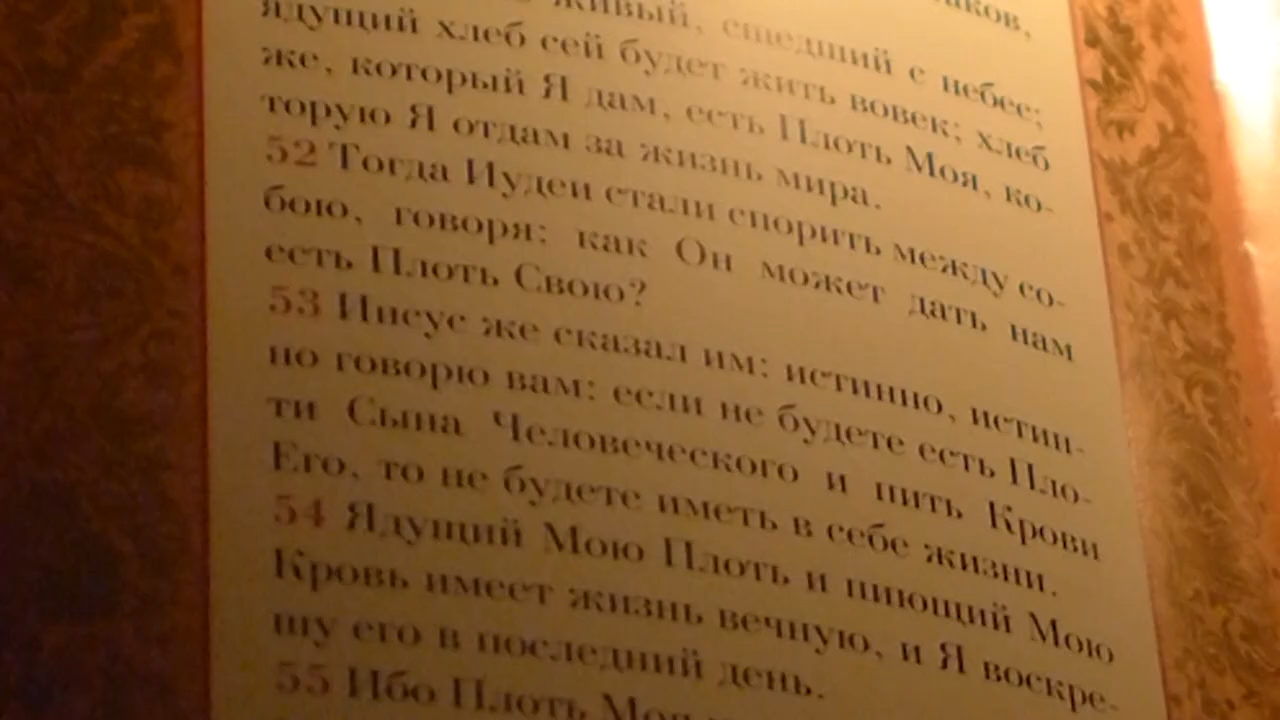 живый, сшедший с небес;
ядущий хлеб сей будет жить вовек; хлеб
же, который Я дам, есть Плоть Моя, ко-
торую Я отдам за жизнь мира.
52 Тогда Иудеи стали спорить между со-
бою, говоря: как Он может дать нам
есть Плоть Свою?
53 Иисус же сказал им: истинно, истин-
но говорю вам: если не будете есть Пло-
ти Сына Человеческого и пить Крови
Его, то не будете иметь в себе жизни.
54 Ядущий Мою Плоть и пиющий Мою
Кровь имеет жизнь вечную, и Я воскре-
шу его в последний день.
55 Ибо Плоть Моя